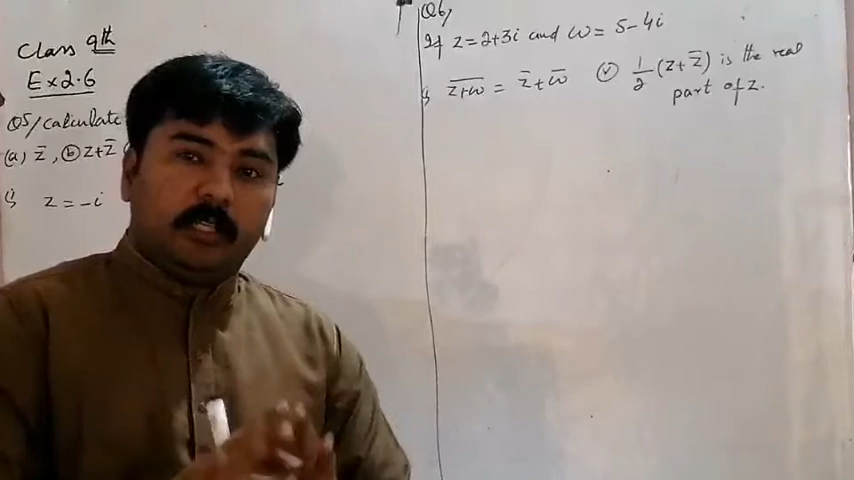 Class 9th
Ex 2.6
Q5/calculate
(a) z̄, (b) z+z̄ (
i) z = -i
Q6/
If z = 2+3i and ω = 5-4i
i) \overline{z+ω} = z̄+ω̄ (v) 1/2 (z+z̄) is the real
part of z.